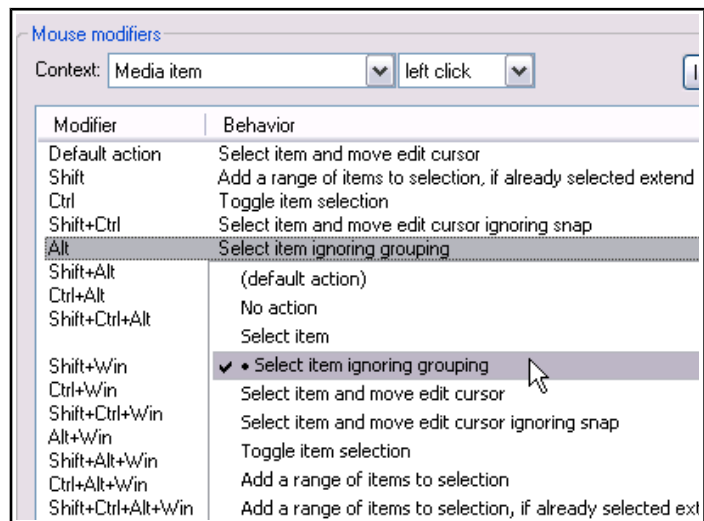 Mouse modifiers
Context: Media item left click
Modifier Behavior
Default action Select item and move edit cursor
Shift Add a range of items to selection, if already selected extend
Ctrl Toggle item selection
Shift+Ctrl Select item and move edit cursor ignoring snap
Alt Select item ignoring grouping
Shift+Alt
(default action)
Ctrl+Alt
No action
Shift+Ctrl+Alt
Select item
Shift+Win ✔ • Select item ignoring grouping
Ctrl+Win Select item and move edit cursor
Shift+Ctrl+Win Select item and move edit cursor ignoring snap
Alt+Win
Toggle item selection
Shift+Alt+Win
Ctrl+Alt+Win Add a range of items to selection
Shift+Ctrl+Alt+Win Add a range of items to selection, if already selected